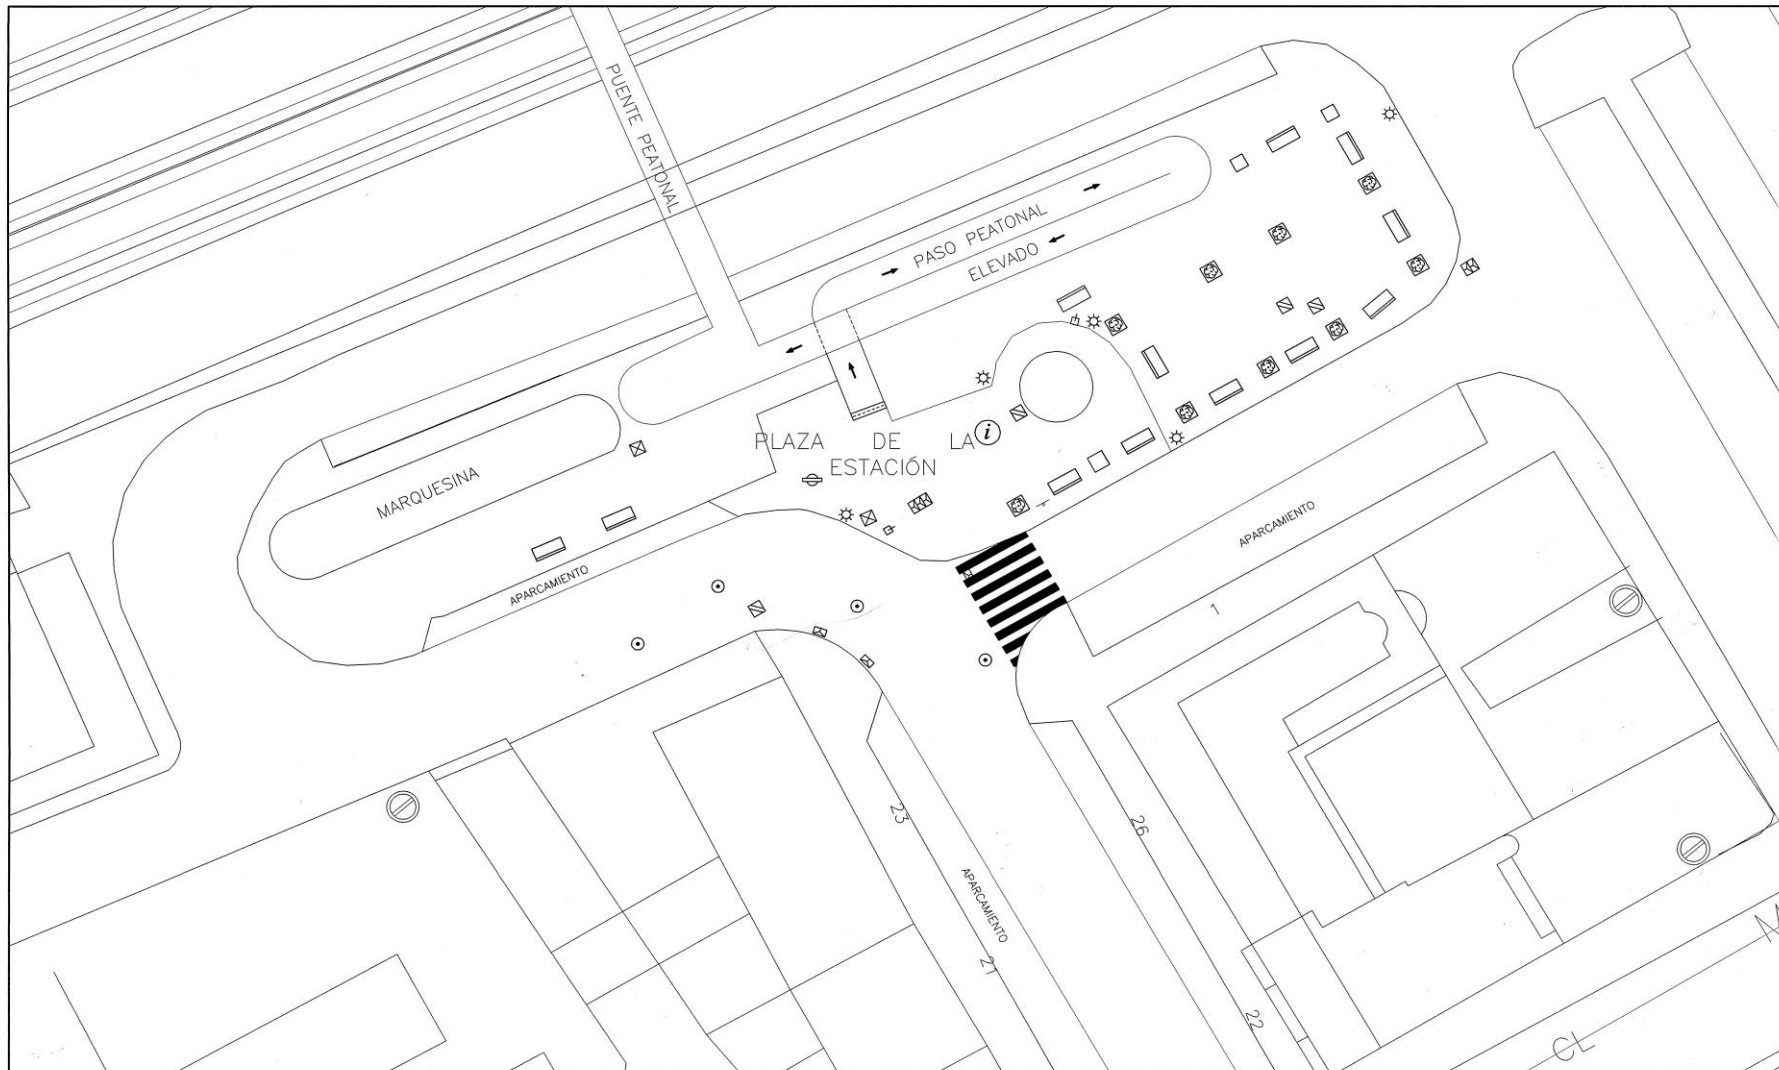 PUENTE PEATONAL
PASO PEATONAL
ELEVADO
PLAZA DE LA
ESTACIÓN
i
MARQUESINA
APARCAMIENTO
APARCAMIENTO
1
23
26
APARCAMIENTO
21
22
CL M